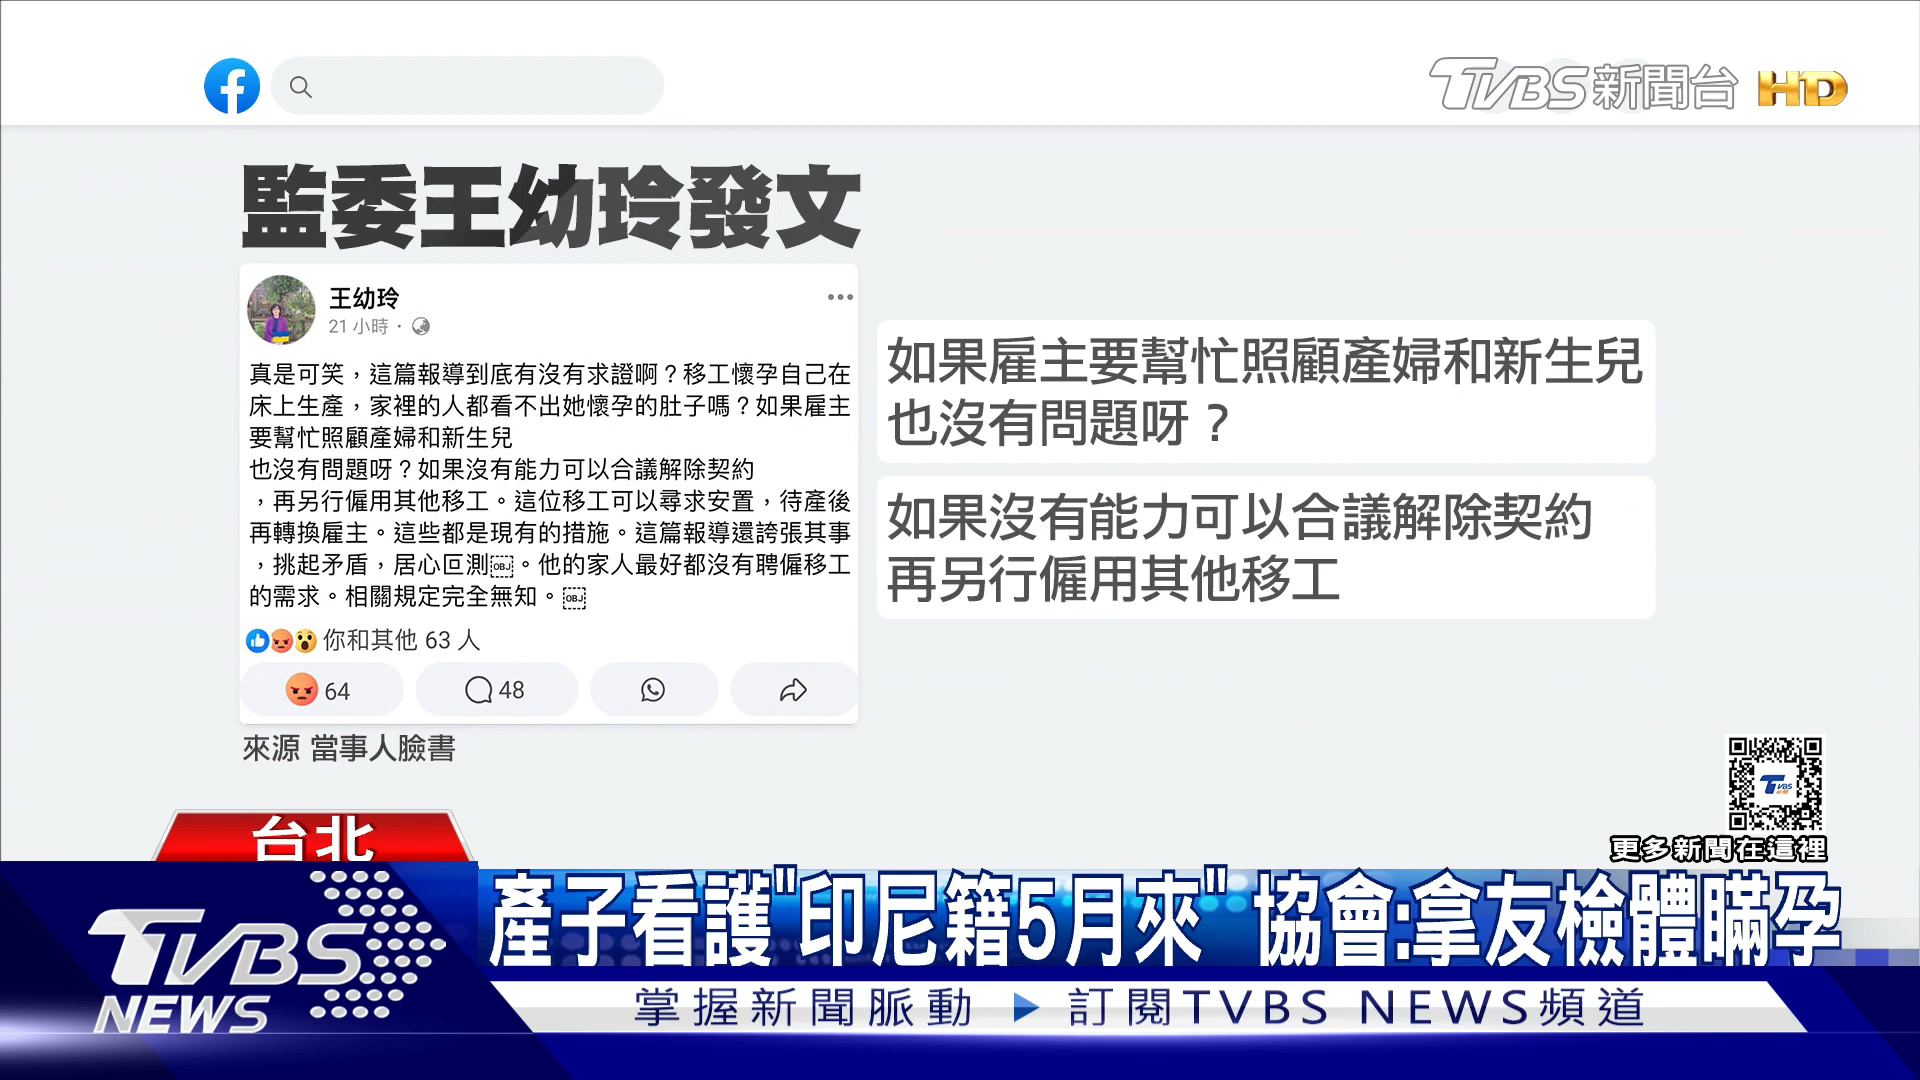 TVBS新聞台 HD
監委王幼玲發文
王幼玲
21 小時 ·
真是可笑，這篇報導到底有沒有求證啊？移工懷孕自己在
床上生產，家裡的人都看不出她懷孕的肚子嗎？如果雇主
要幫忙照顧產婦和新生兒
也沒有問題呀？如果沒有能力可以合議解除契約
，再另行僱用其他移工。這位移工可以尋求安置，待產後
再轉換雇主。這些都是現有的措施。這篇報導還誇張其事
，挑起矛盾，居心叵測￼。他的家人最好都沒有聘僱移工
的需求。相關規定完全無知。￼
你和其他 63 人
64
48
來源 當事人臉書
如果雇主要幫忙照顧產婦和新生兒
也沒有問題呀？
如果沒有能力可以合議解除契約
再另行僱用其他移工
TVBS
新聞
更多新聞在這裡
台北
產子看護"印尼籍5月來" 協會:拿友檢體瞞孕
TVBS
NEWS
掌握新聞脈動 ▶ 訂閱TVBS NEWS頻道